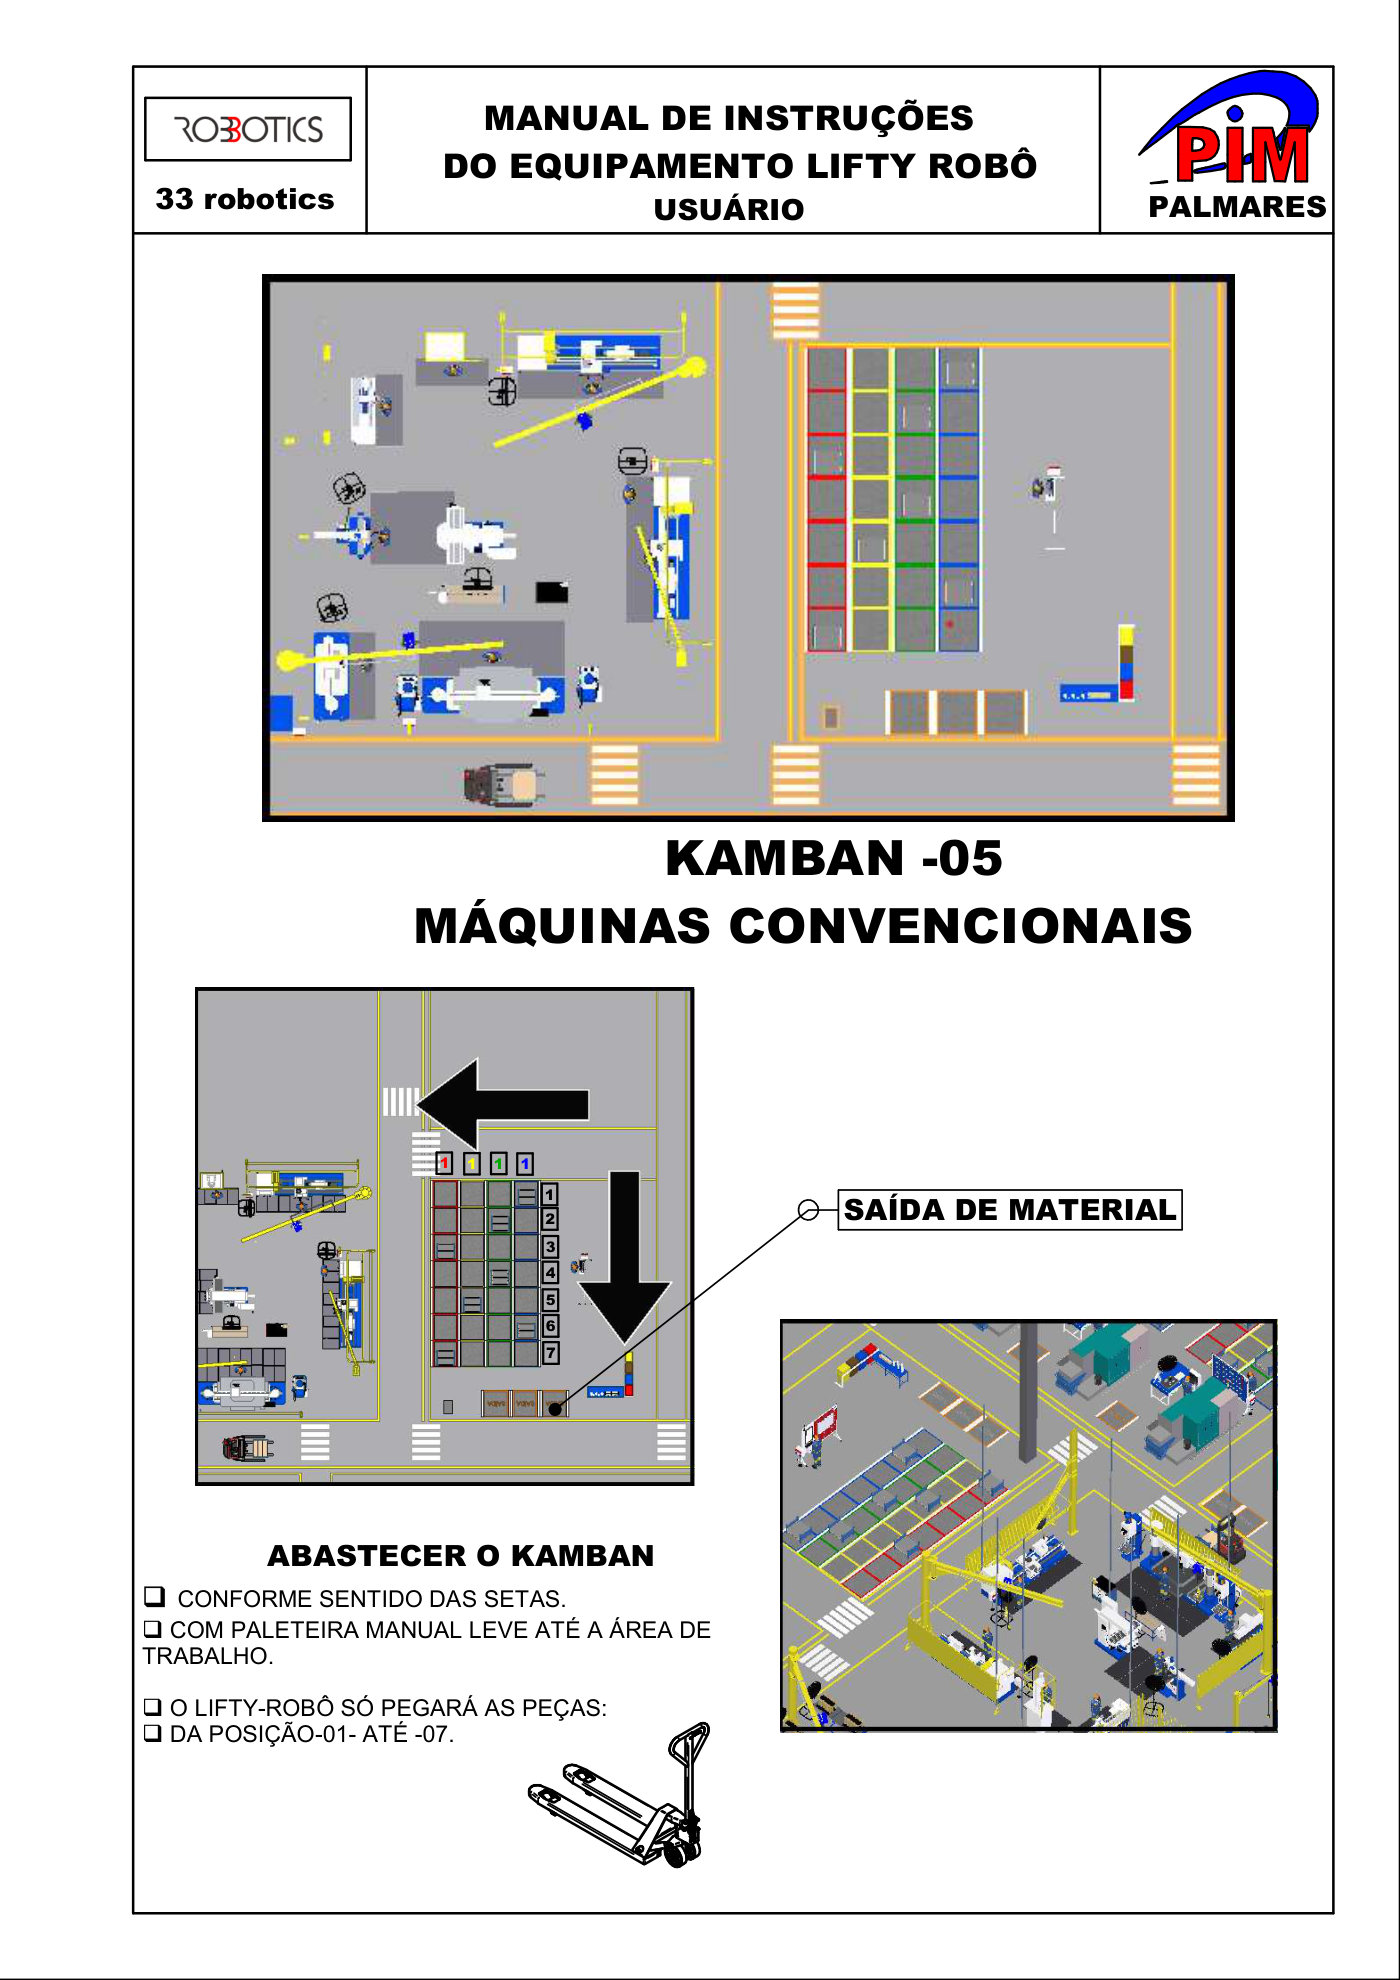 ROBBOTICS
33 robotics
MANUAL DE INSTRUÇÕES
DO EQUIPAMENTO LIFTY ROBÔ
USUÁRIO
PIM
PALMARES
KAMBAN -05
MÁQUINAS CONVENCIONAIS
1 1 1 1
1
2
3
4
5
6
7
SAÍDA DE MATERIAL
ABASTECER O KAMBAN
❑ CONFORME SENTIDO DAS SETAS.
❑ COM PALETEIRA MANUAL LEVE ATÉ A ÁREA DE
TRABALHO.
❑ O LIFTY-ROBÔ SÓ PEGARÁ AS PEÇAS:
❑ DA POSIÇÃO-01- ATÉ -07.